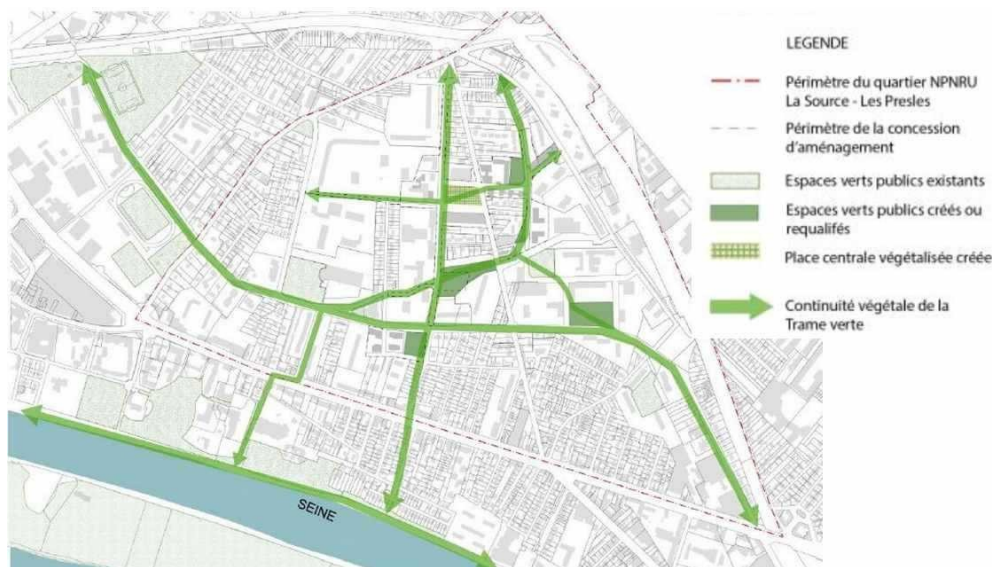 LEGENDE
Périmètre du quartier NPNRU
La Source - Les Presles
Périmètre de la concession
d'aménagement
Espaces verts publics existants
Espaces verts publics créés ou
requalifés
Place centrale végétalisée créée
Continuité végétale de la
Trame verte
SEINE